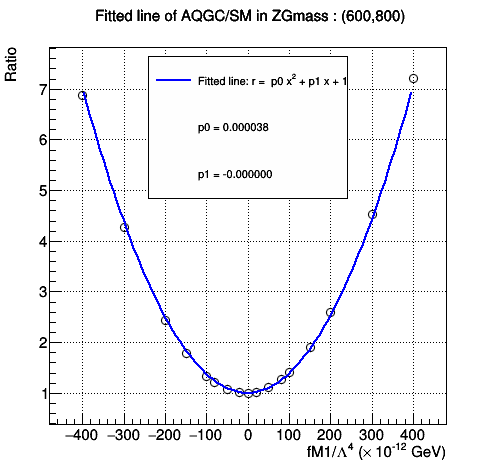 Fitted line of AQGC/SM in ZGmass : (600,800)
Ratio
Fitted line: r = p0 x² + p1 x + 1
p0 = 0.000038
p1 = -0.000000
7
6
5
4
3
2
1
−400 −300 −200 −100 0 100 200 300 400
fM1/Λ⁴ (× 10⁻¹² GeV)